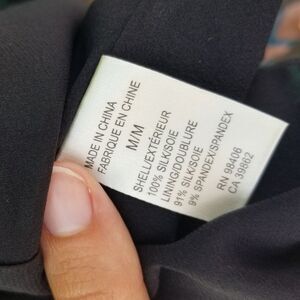 MADE IN CHINA
FABRIQUE EN CHINE
M/M
SHELL/EXTÉRIEUR
100% SILK/SOIE
LINING/DOUBLURE
91% SILK/SOIE
9% SPANDEX/SPANDEX
RN 98406
CA 39862